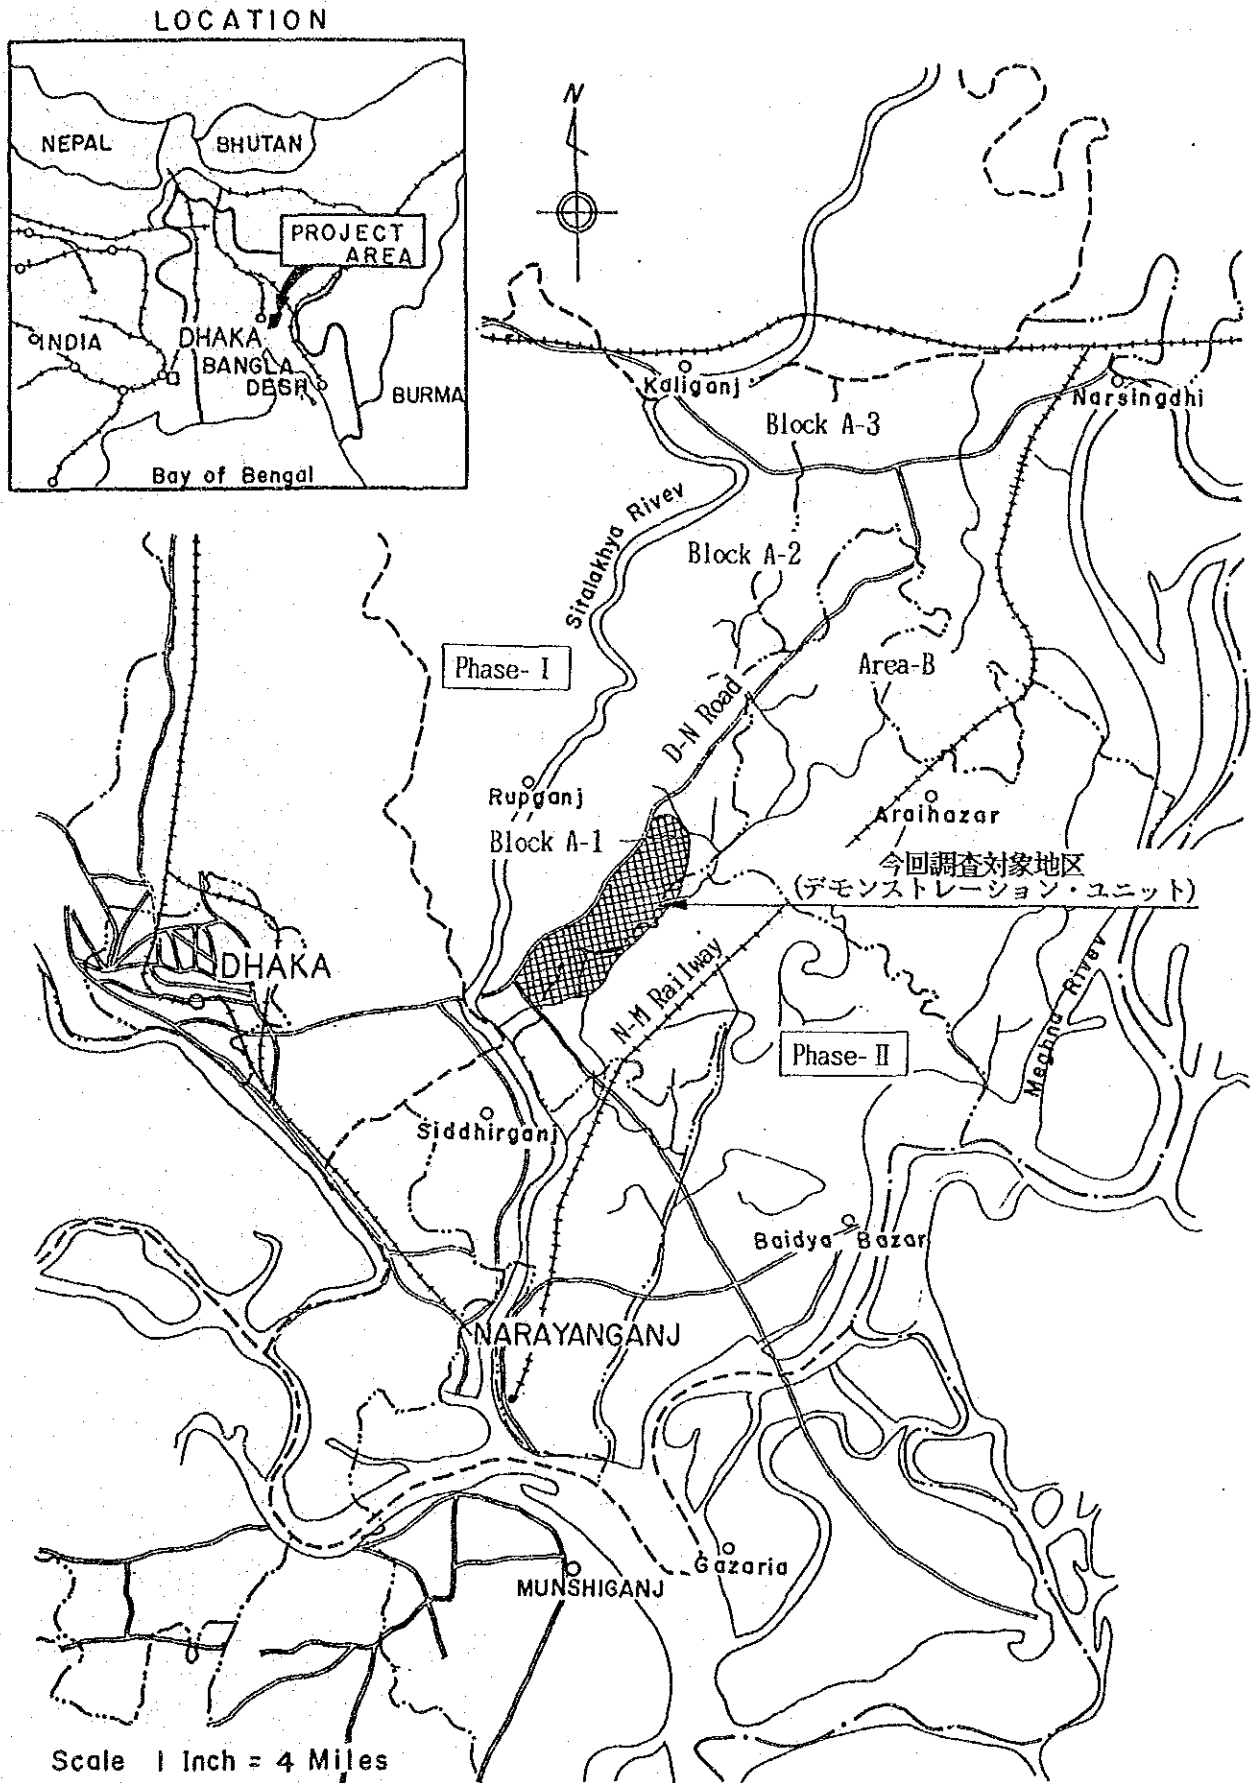 LOCATION
NEPAL
BHUTAN
PROJECT
AREA
INDIA
DHAKA
BANGLA
DESH
BURMA
Bay of Bengal
N
Kaliganj
Narsingdhi
Block A-3
Sitalakhya Rivev
Block A-2
Phase-I
Area-B
D-N Road
Rupganj
Araihazar
Block A-1
今回調査対象地区
(デモンストレーション・ユニット)
DHAKA
N-M Railway
Meghna Rivev
Phase-II
Siddhirganj
Baidya Bazar
NARAYANGANJ
Gazaria
MUNSHIGANJ
Scale 1 Inch = 4 Miles